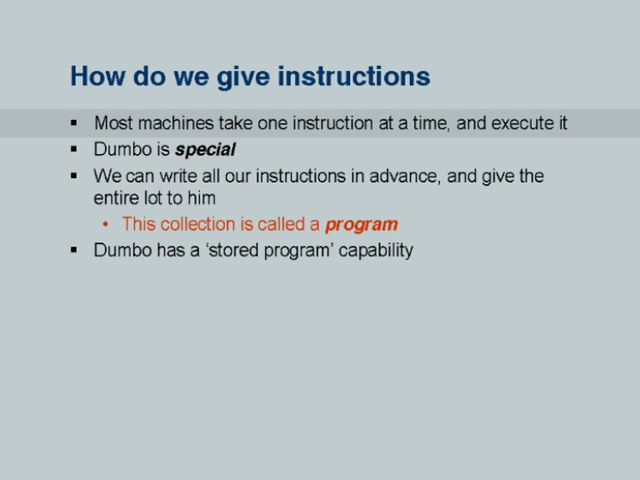 How do we give instructions
▪ Most machines take one instruction at a time, and execute it
▪ Dumbo is special
▪ We can write all our instructions in advance, and give the
entire lot to him
• This collection is called a program
▪ Dumbo has a ‘stored program’ capability